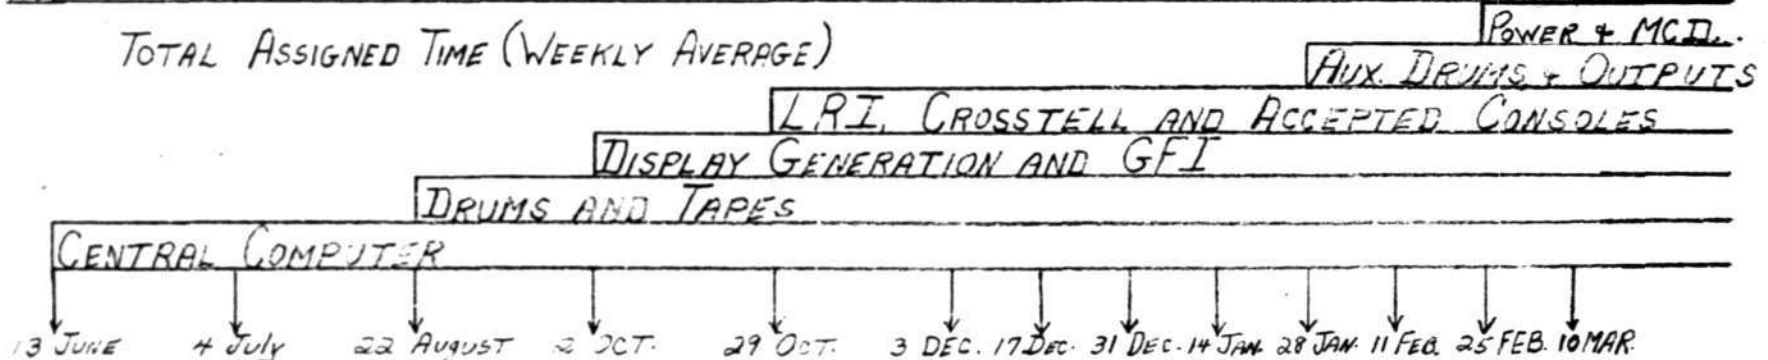 POWER & MCD.
TOTAL ASSIGNED TIME (WEEKLY AVERAGE)
AUX. DRUMS & OUTPUTS
LRI, CROSSTELL AND ACCEPTED CONSOLES
DISPLAY GENERATION AND GFI
DRUMS AND TAPES
CENTRAL COMPUTER
13 JUNE 4 July 22 AUGUST 2 OCT. 29 OCT. 3 DEC. 17 DEC. 31 DEC. 14 JAN. 28 JAN. 11 FEB. 25 FEB. 10 MAR.